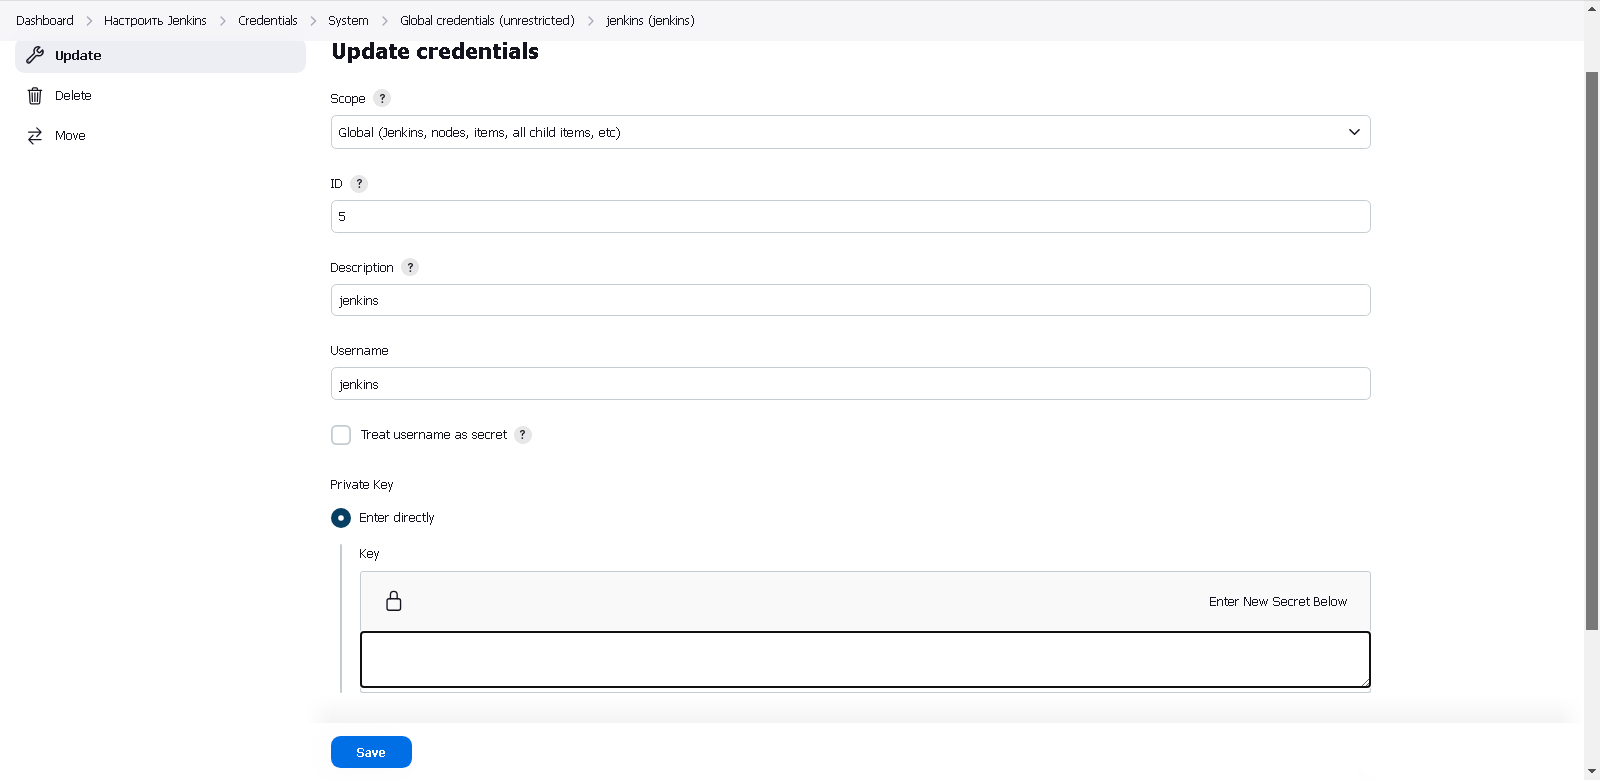 Dashboard > Настроить Jenkins > Credentials > System > Global credentials (unrestricted) > jenkins (jenkins)
Update
Delete
Move
Update credentials
Scope ?
Global (Jenkins, nodes, items, all child items, etc)
ID ?
5
Description ?
jenkins
Username
jenkins
Treat username as secret ?
Private Key
Enter directly
Key
Enter New Secret Below
Save